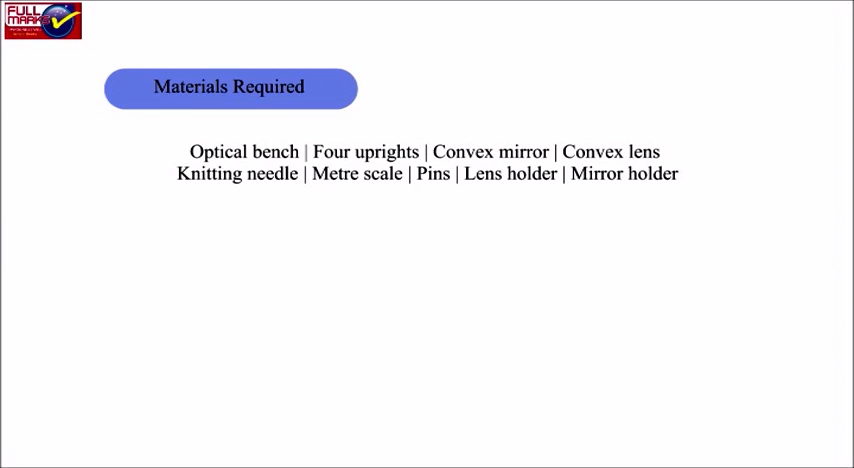 FULL
MARKS
Materials Required
Optical bench | Four uprights | Convex mirror | Convex lens
Knitting needle | Metre scale | Pins | Lens holder | Mirror holder